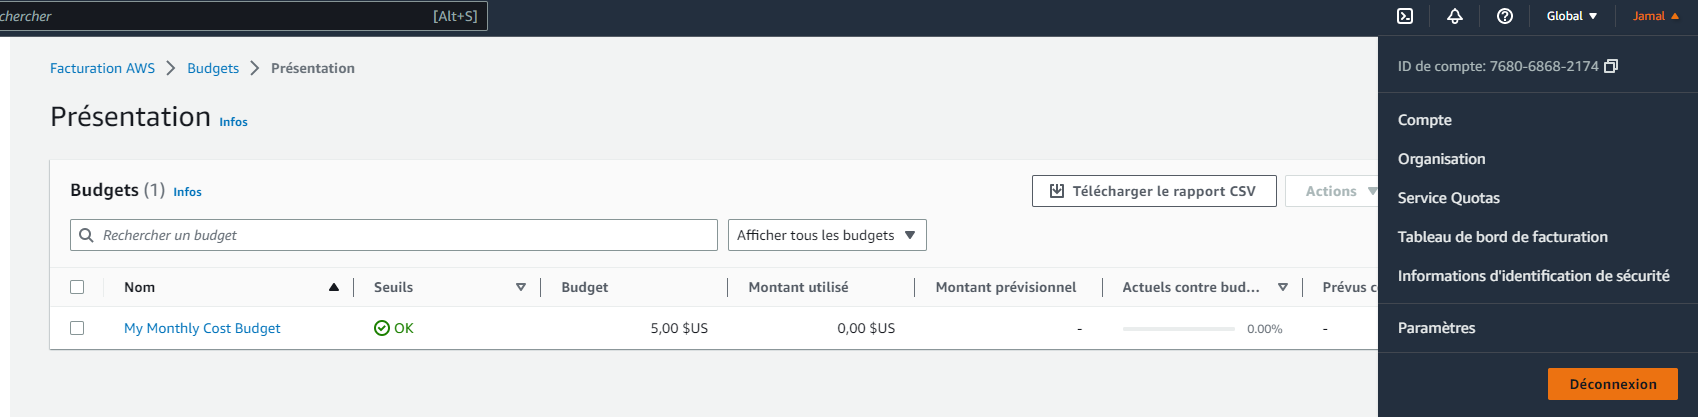 chercher [Alt+S] Global Jamal
ID de compte: 7680-6868-2174
Facturation AWS Budgets Présentation
Présentation Infos
Compte
Organisation
Service Quotas
Tableau de bord de facturation
Informations d'identification de sécurité
Paramètres
Déconnexion
Budgets (1) Infos
Télécharger le rapport CSV Actions
Rechercher un budget Afficher tous les budgets
Nom Seuils Budget Montant utilisé Montant prévisionnel Actuels contre bud... Prévus c
My Monthly Cost Budget OK 5,00 $US 0,00 $US - 0.00% -